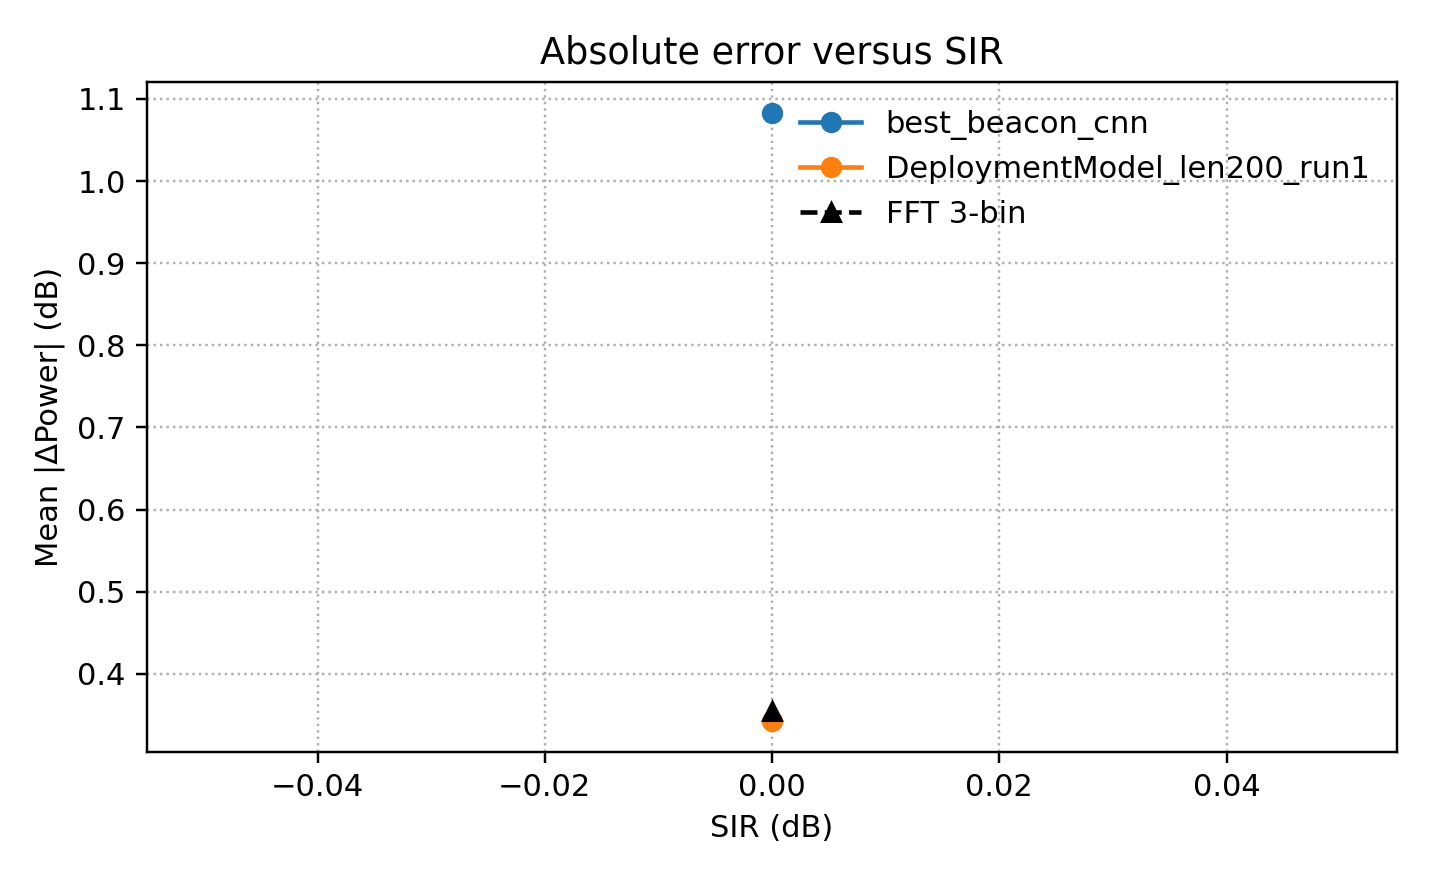 Absolute error versus SIR
best_beacon_cnn
DeploymentModel_len200_run1
FFT 3-bin
Mean |ΔPower| (dB)
1.1
1.0
0.9
0.8
0.7
0.6
0.5
0.4
−0.04
−0.02
0.00
0.02
0.04
SIR (dB)